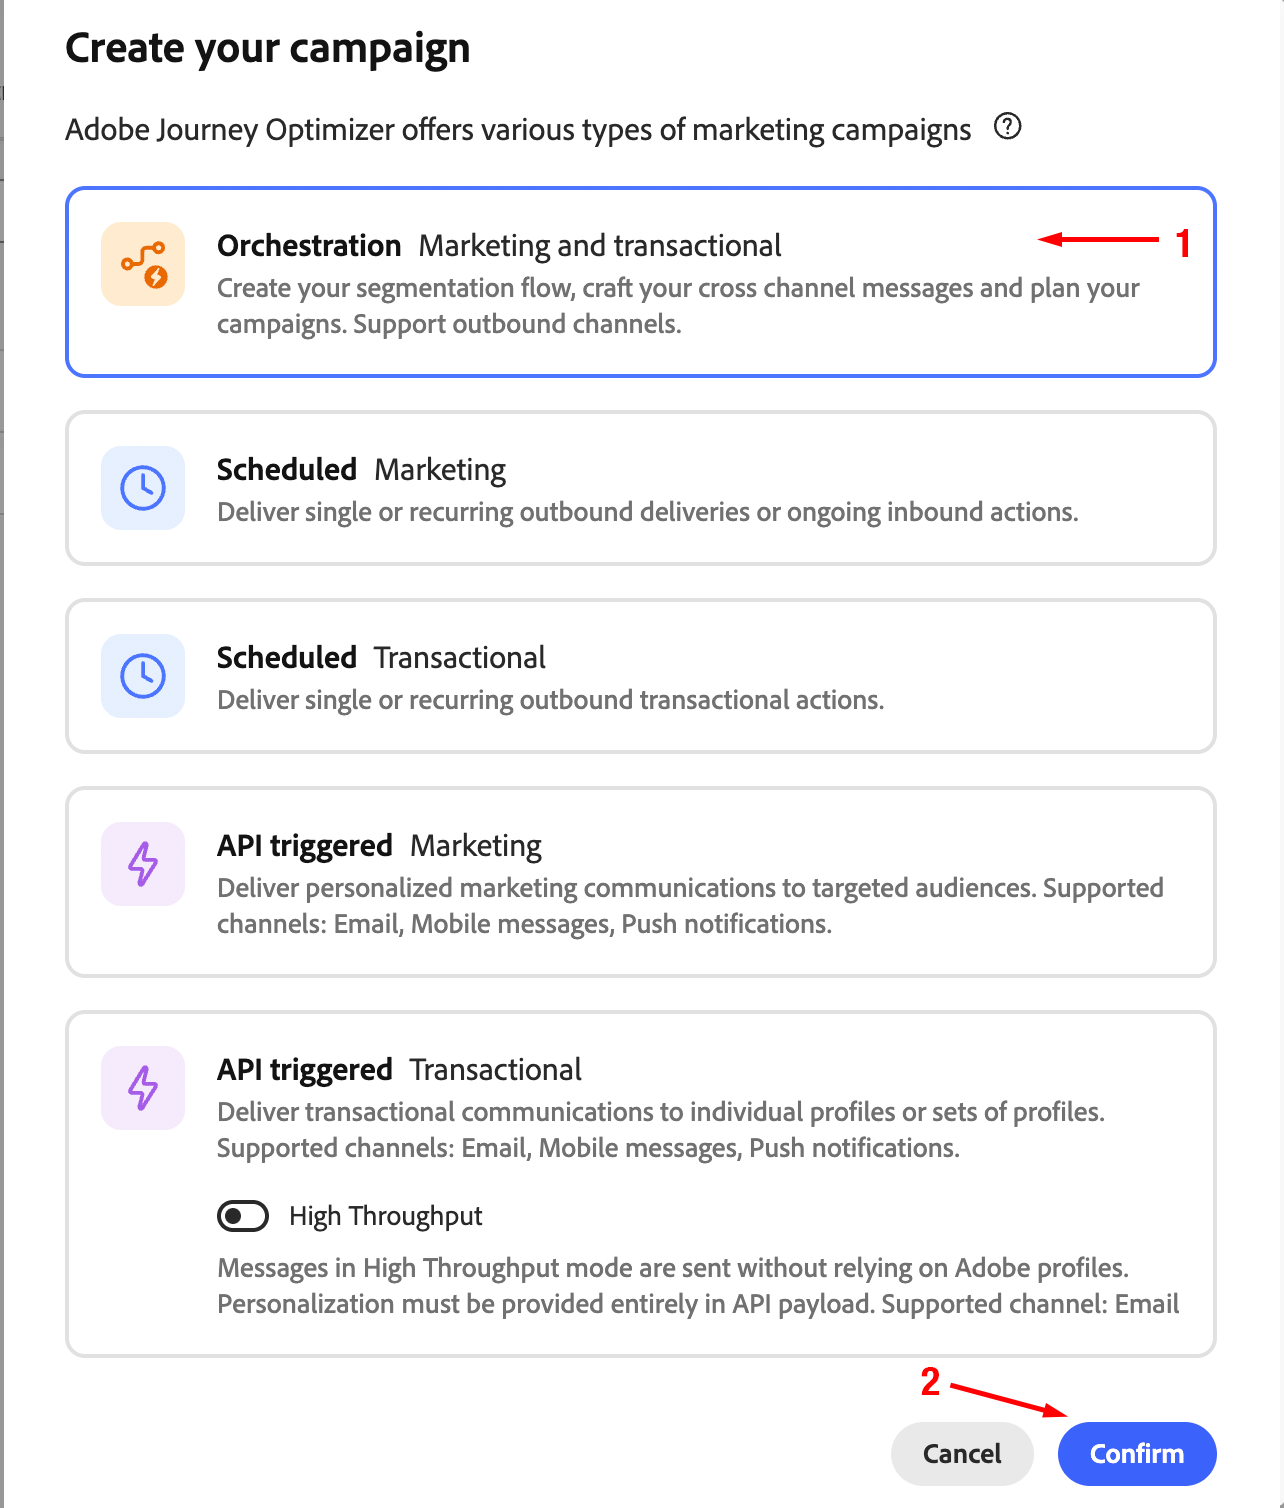 Create your campaign
Adobe Journey Optimizer offers various types of marketing campaigns ?
Orchestration Marketing and transactional
1
Create your segmentation flow, craft your cross channel messages and plan your
campaigns. Support outbound channels.
Scheduled Marketing
Deliver single or recurring outbound deliveries or ongoing inbound actions.
Scheduled Transactional
Deliver single or recurring outbound transactional actions.
API triggered Marketing
Deliver personalized marketing communications to targeted audiences. Supported
channels: Email, Mobile messages, Push notifications.
API triggered Transactional
Deliver transactional communications to individual profiles or sets of profiles.
Supported channels: Email, Mobile messages, Push notifications.
High Throughput
Messages in High Throughput mode are sent without relying on Adobe profiles.
Personalization must be provided entirely in API payload. Supported channel: Email
2
Cancel
Confirm